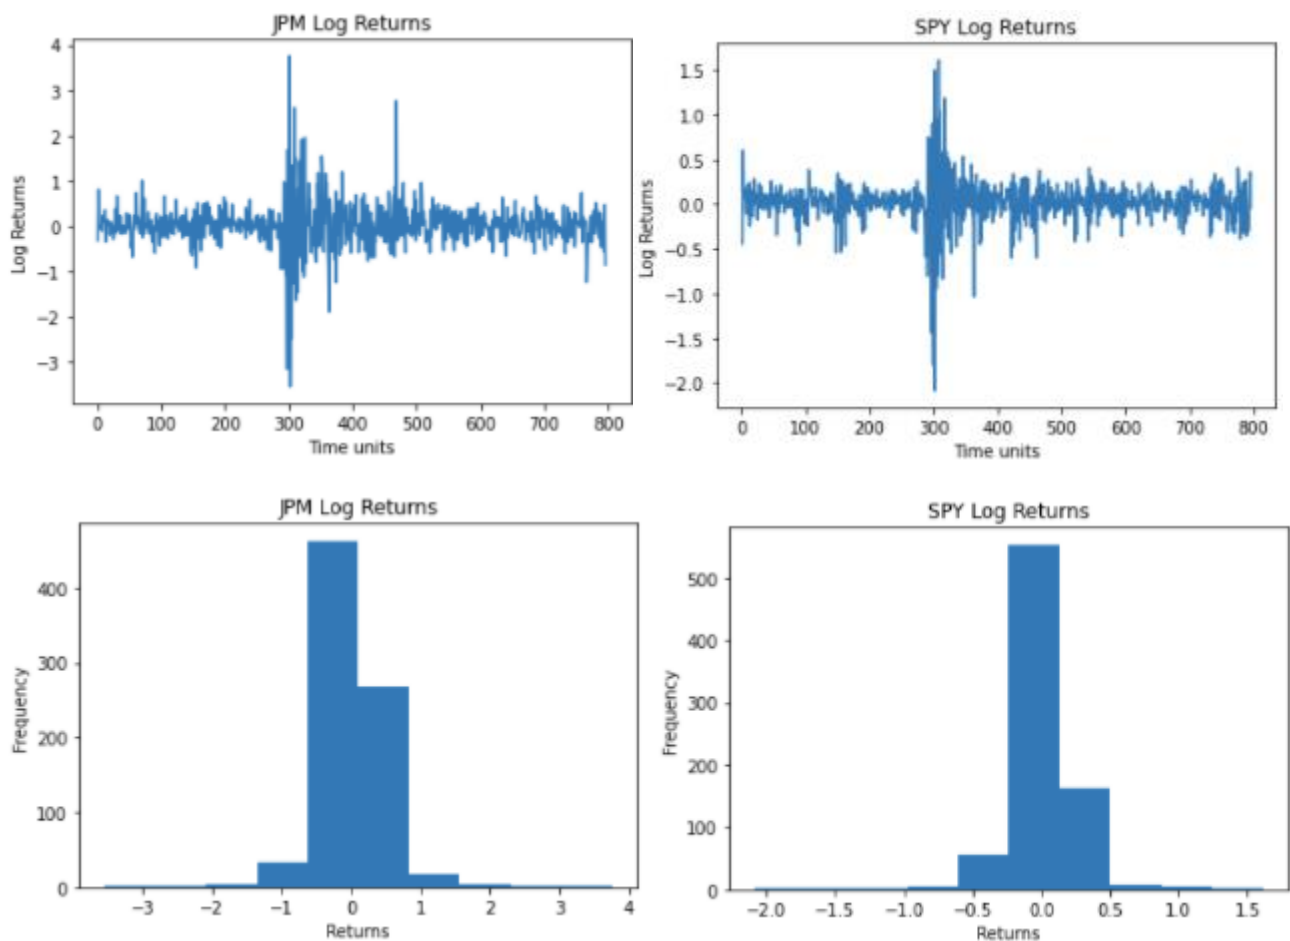 JPM Log Returns
4
3
2
1
0
−1
−2
−3
Log Returns
0 100 200 300 400 500 600 700 800
Time units
SPY Log Returns
1.5
1.0
0.5
0.0
−0.5
−1.0
−1.5
−2.0
Log Returns
0 100 200 300 400 500 600 700 800
Time units
JPM Log Returns
400
300
200
100
0
Frequency
−3 −2 −1 0 1 2 3 4
Returns
SPY Log Returns
500
400
300
200
100
0
Frequency
−2.0 −1.5 −1.0 −0.5 0.0 0.5 1.0 1.5
Returns